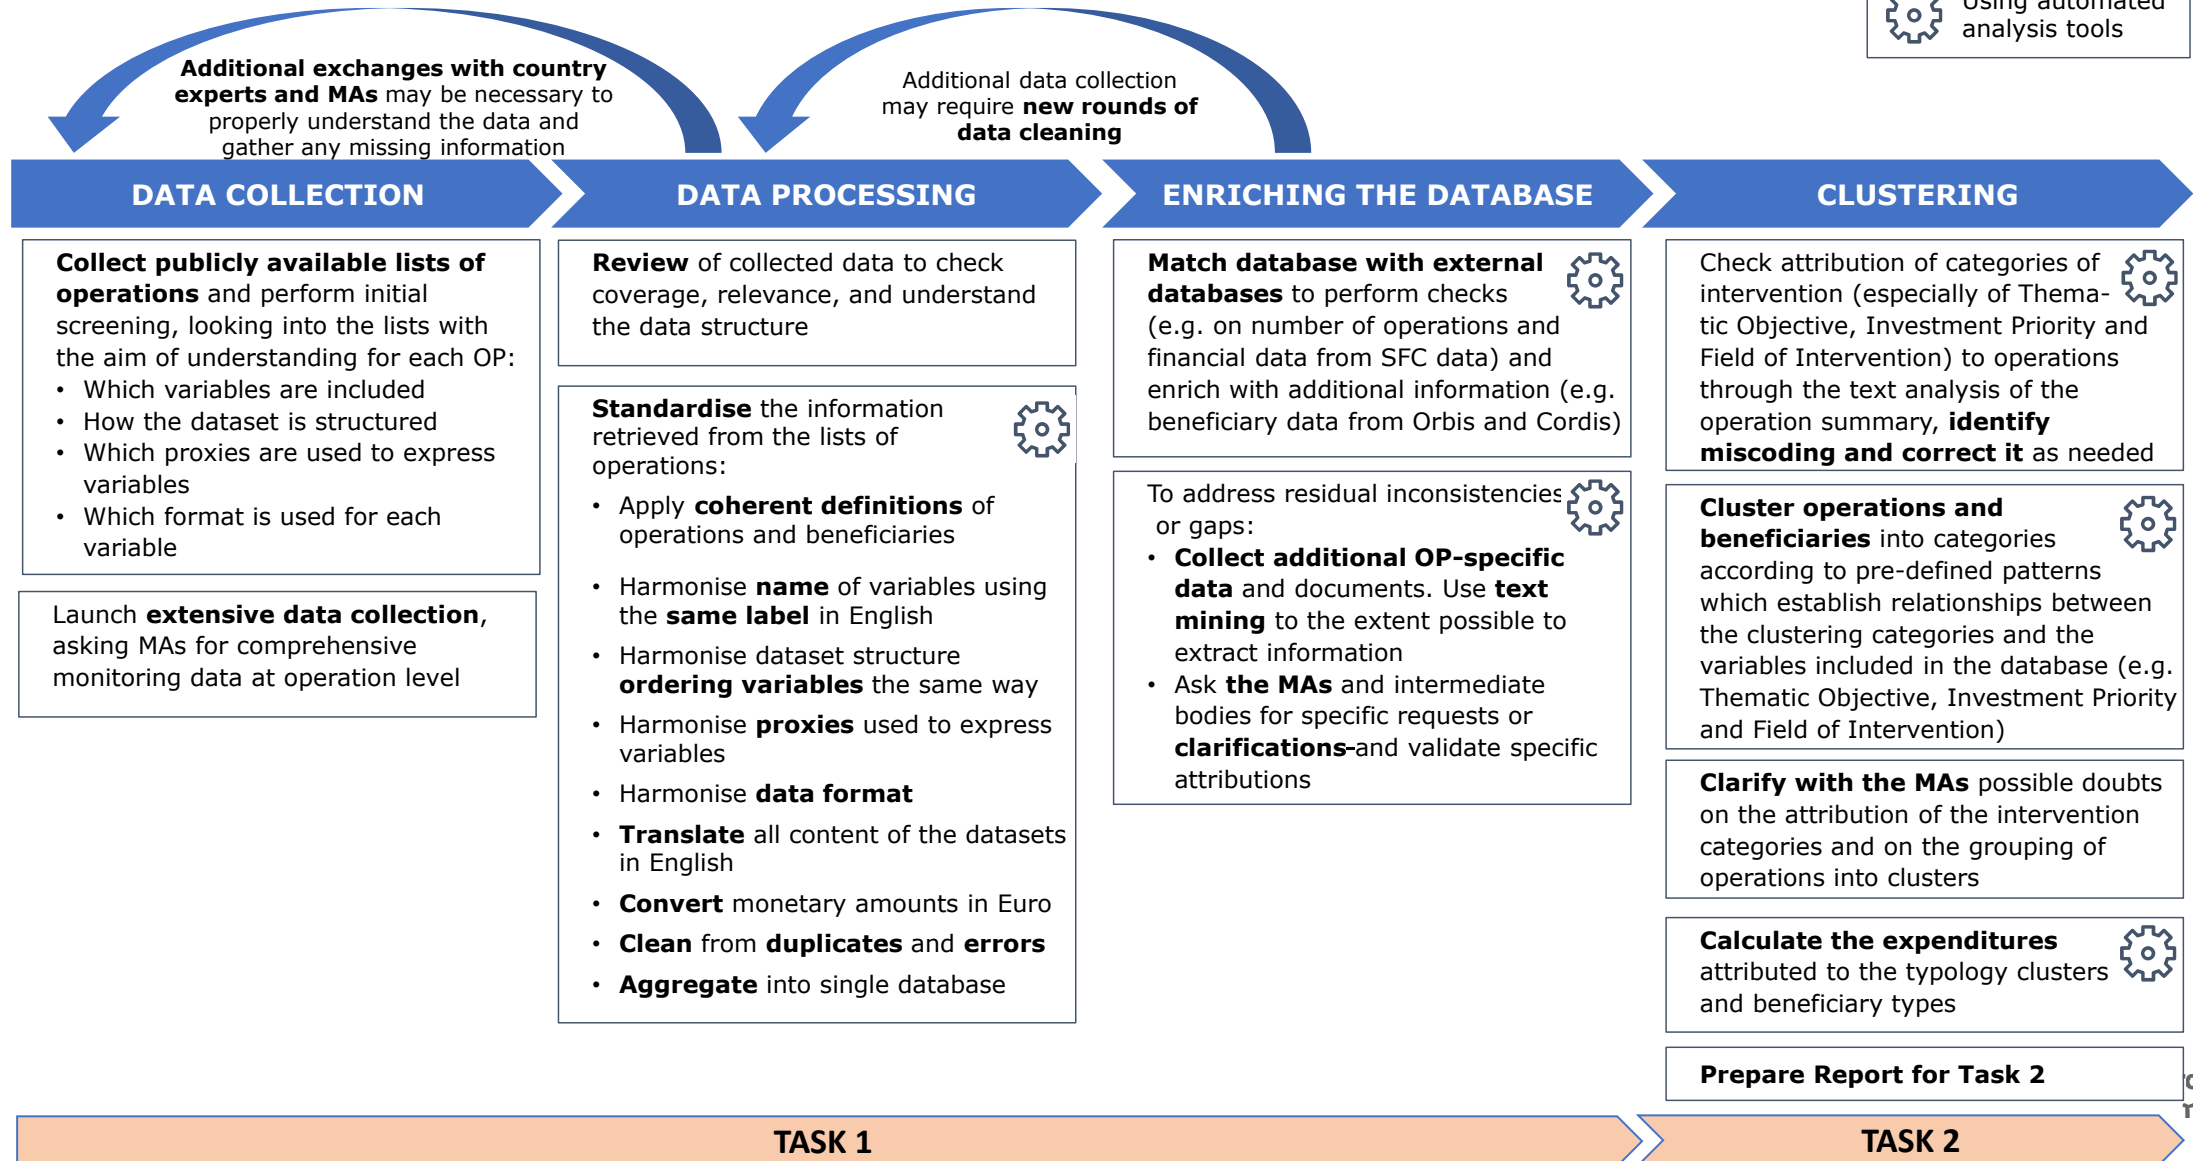 Using automated
analysis tools
Additional exchanges with country
experts and MAs may be necessary to
properly understand the data and
gather any missing information
Additional data collection
may require new rounds of
data cleaning
DATA COLLECTION
DATA PROCESSING
ENRICHING THE DATABASE
CLUSTERING
Collect publicly available lists of
operations and perform initial
screening, looking into the lists with
the aim of understanding for each OP:
• Which variables are included
• How the dataset is structured
• Which proxies are used to express
variables
• Which format is used for each
variable
Launch extensive data collection,
asking MAs for comprehensive
monitoring data at operation level
Review of collected data to check
coverage, relevance, and understand
the data structure
Standardise the information
retrieved from the lists of
operations:
• Apply coherent definitions of
operations and beneficiaries
• Harmonise name of variables using
the same label in English
• Harmonise dataset structure
ordering variables the same way
• Harmonise proxies used to express
variables
• Harmonise data format
• Translate all content of the datasets
in English
• Convert monetary amounts in Euro
• Clean from duplicates and errors
• Aggregate into single database
Match database with external
databases to perform checks
(e.g. on number of operations and
financial data from SFC data) and
enrich with additional information (e.g.
beneficiary data from Orbis and Cordis)
To address residual inconsistencies
or gaps:
• Collect additional OP-specific
data and documents. Use text
mining to the extent possible to
extract information
• Ask the MAs and intermediate
bodies for specific requests or
clarifications-and validate specific
attributions
Check attribution of categories of
intervention (especially of Thema-
tic Objective, Investment Priority and
Field of Intervention) to operations
through the text analysis of the
operation summary, identify
miscoding and correct it as needed
Cluster operations and
beneficiaries into categories
according to pre-defined patterns
which establish relationships between
the clustering categories and the
variables included in the database (e.g.
Thematic Objective, Investment Priority
and Field of Intervention)
Clarify with the MAs possible doubts
on the attribution of the intervention
categories and on the grouping of
operations into clusters
Calculate the expenditures
attributed to the typology clusters
and beneficiary types
Prepare Report for Task 2
TASK 1
TASK 2